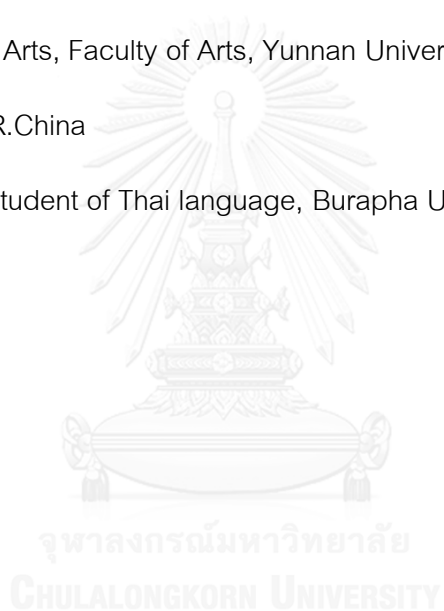 Arts, Faculty of Arts, Yunnan
R.China
tudent of Thai language, Burapha U
จุฬาลงกรณ์มหาวิทยาลัย
CHULALONGKORN UNIVERSITY